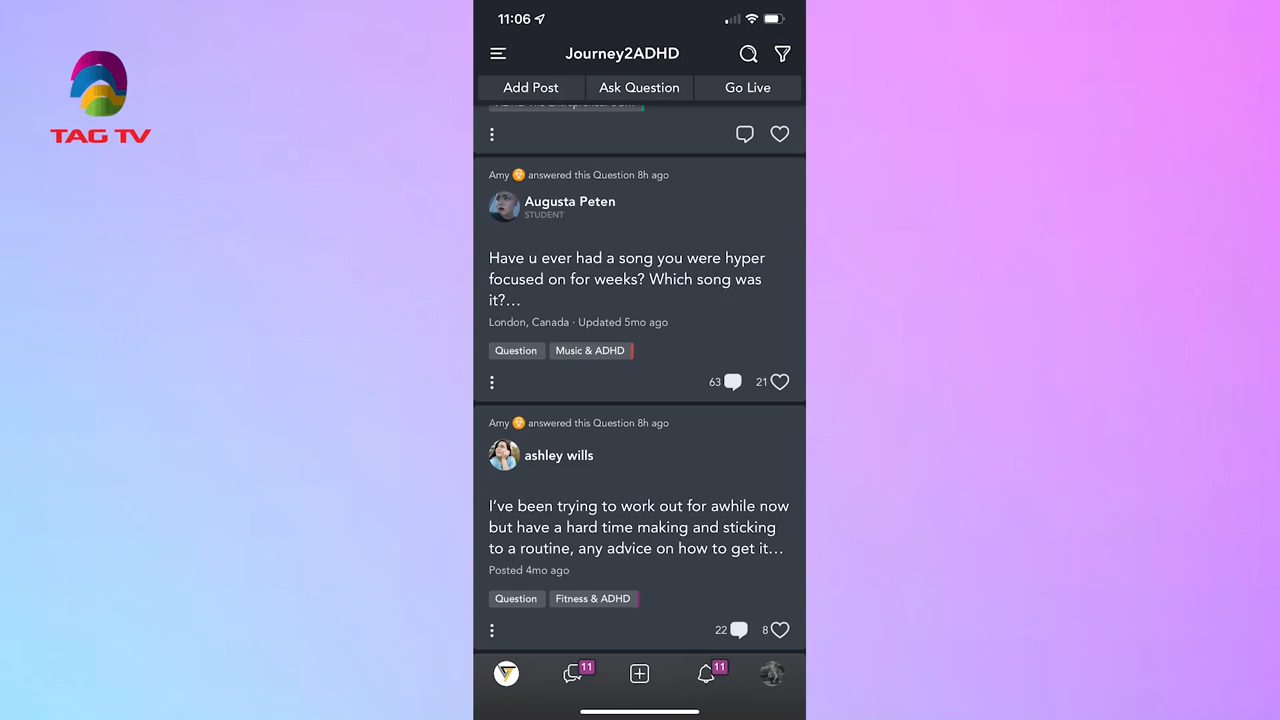 TAG TV
11:06
Journey2ADHD
Add Post
Ask Question
Go Live
Amy answered this Question 8h ago
Augusta Peten
STUDENT
Have u ever had a song you were hyper
focused on for weeks? Which song was
it?...
London, Canada · Updated 5mo ago
Question
Music & ADHD
63
21
Amy answered this Question 8h ago
ashley wills
I've been trying to work out for awhile now
but have a hard time making and sticking
to a routine, any advice on how to get it...
Posted 4mo ago
Question
Fitness & ADHD
22
8
11
11